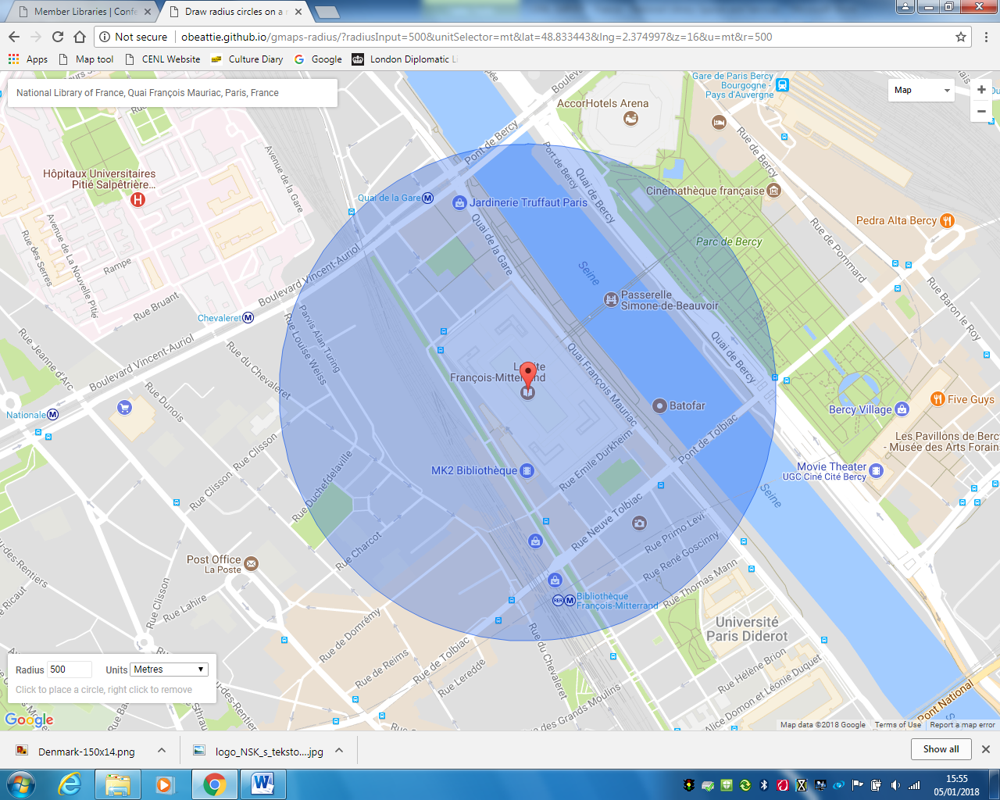 Member Libraries | Confe
Draw radius circles on a
Not secure | obeattie.github.io/gmaps-radius/?radiusInput=500&unitSelector=mt&lat=48.833443&lng=2.374997&z=16&u=mt&r=500
Apps Map tool CENL Website Culture Diary Google London Diplomatic Li
National Library of France, Quai François Mauriac, Paris, France
Map
Gare de Paris Bercy
Bourgogne -
Pays d'Auvergne
AccorHotels Arena
Pont de Bercy
Boulevard
Rue de Bercy
Port de Bercy
Quai de Bercy
Avenue de la Gare
Hôpitaux Universitaires
Pitié Salpêtrière...
Quai de la Gare
Jardinerie Truffaut Paris
Cinémathèque française
Pedra Alta Bercy
Parc de Bercy
Rue de Pommard
Rue des Serres
Avenue de La Nouvelle Pitié
Rampe
Rue Bruant
Boulevard Vincent-Auriol
Quai de la Gare
Seine
Passerelle
Simone-de-Beauvoir
Rue Baron le Roy
Chevaleret
Parvis Alan Turing
Rue Louise Weiss
Rue Jeanne-d'Arc
Boulevard Vincent-Auriol
Rue du Chevaleret
Quai François Mauriac
Quai de Bercy
François-Mitterrand
Rue Dunois
Nationale
Batofar
Five Guys
Bercy Village
Les Pavillons de Bercy
- Musée des Arts Forains
Pont de Tolbiac
Rue Clisson
Rue Clisson
Rue Duchefdelaville
Rue Emile Durkheim
MK2 Bibliothèque
Movie Theater
UGC Ciné Cité Bercy
Seine
Rue Neuve Tolbiac
Rue Primo Levi
Rue René Goscinny
Rue Charcot
Rue Thomas Mann
Post Office
La Poste
RER
Bibliothèque
François-Mitterrand
Rue Clisson
Rue Lahire
Rue de Domrémy
Rue de Reims
Rue de Tolbiac
Rue Leredde
Rue du Chevaleret
Université
Paris Diderot
Rue Hélène Brion
Alice Domon et Léonie Duquet
des Grands Moulins
Pont National
Radius 500 Units Metres
Click to place a circle, right click to remove
Google
Map data ©2018 Google Terms of Use Report a map error
Denmark-150x14.png
logo_NSK_s_teksto....jpg
Show all
15:55
05/01/2018